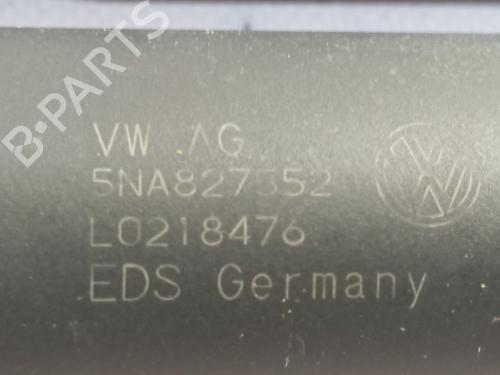 B-PARTS
VW AG
5NA827552
L0218476
EDS Germany